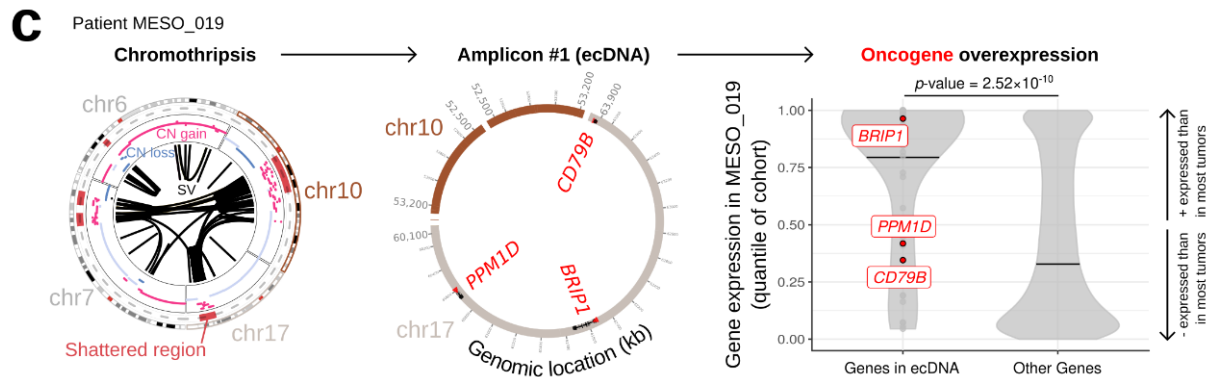 c
Patient MESO_019
Chromothripsis
Amplicon #1 (ecDNA)
Oncogene overexpression
chr6
CN gain
CN loss
SV
chr10
chr7
chr17
Shattered region
52,500
52,500
53,200
63,900
chr10
CD79B
53,200
60,100
PPM1D
BRIP1
chr17
Genomic location (kb)
Gene expression in MESO_019
(quantile of cohort)
p-value = 2.52×10-10
1.00
0.75
0.50
0.25
0.00
BRIP1
PPM1D
CD79B
Genes in ecDNA
Other Genes
+ expressed than
in most tumors
- expressed than
in most tumors